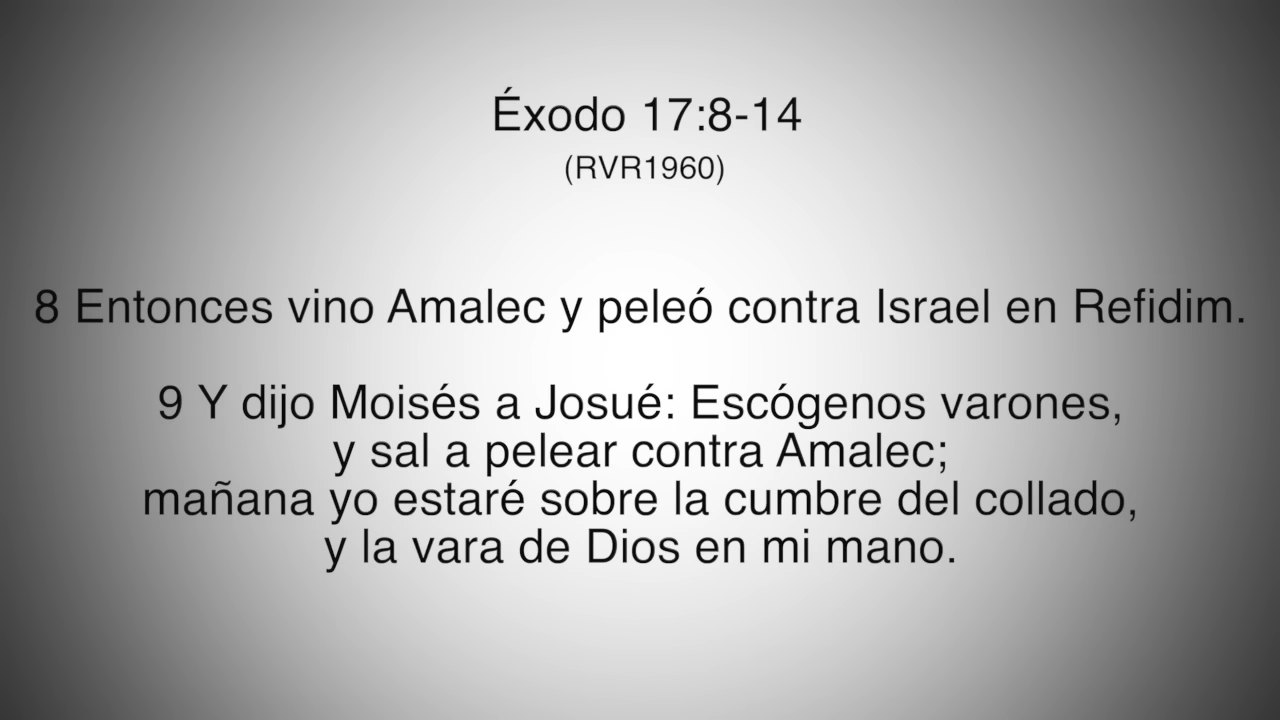 Éxodo 17:8-14
(RVR1960)
8 Entonces vino Amalec y peleó contra Israel en Refidim.
9 Y dijo Moisés a Josué: Escógenos varones,
y sal a pelear contra Amalec;
mañana yo estaré sobre la cumbre del collado,
y la vara de Dios en mi mano.